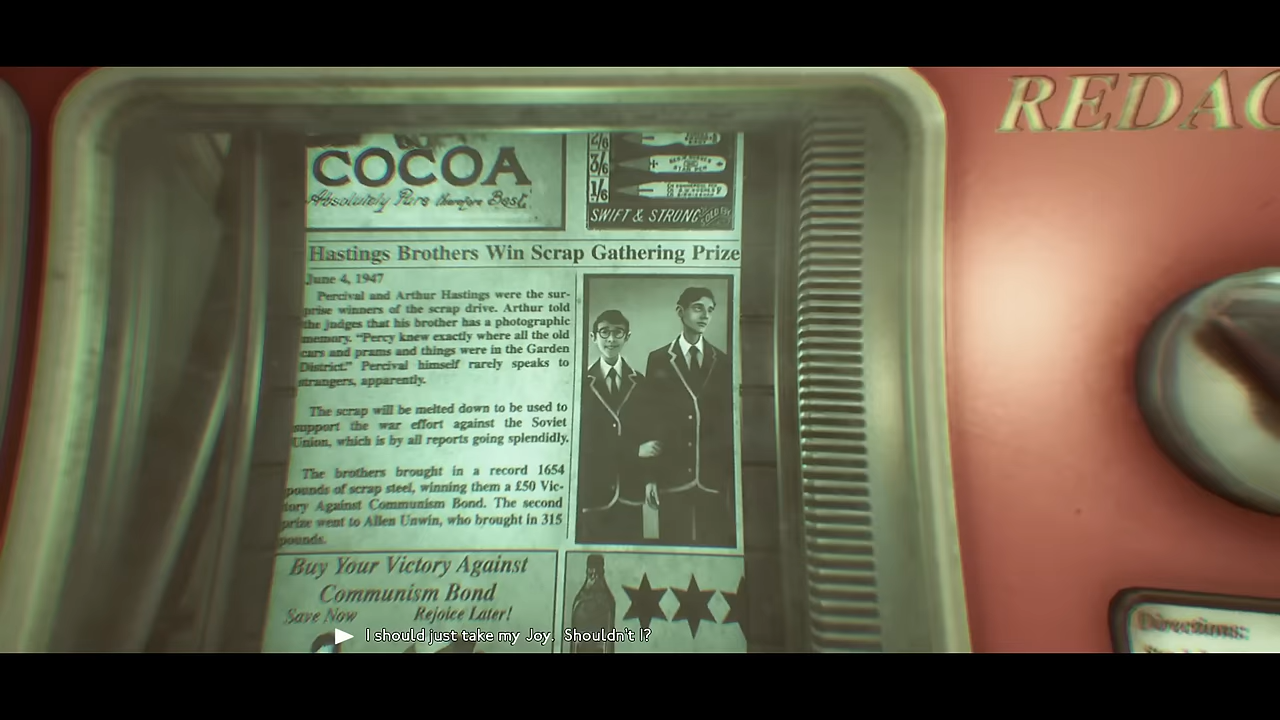 REDAC
COCOA
Absolutely Pure therefore Best
2/6
3/6
1/6
SWIFT & STRONG
Hastings Brothers Win Scrap Gathering Prize
June 4, 1947
Percival and Arthur Hastings were the sur-
prise winners of the scrap drive. Arthur told
the judges that his brother has a photographic
memory. “Percy knew exactly where all the old
cars and prams and things were in the Garden
District.” Percival himself rarely speaks to
strangers, apparently.
The scrap will be melted down to be used to
support the war effort against the Soviet
Union, which is by all reports going splendidly.
The brothers brought in a record 1654
pounds of scrap steel, winning them a £50 Vic-
tory Against Communism Bond. The second
prize went to Allen Unwin, who brought in 315
pounds.
Buy Your Victory Against
Communism Bond
Save Now Rejoice Later!
I should just take my Joy. Shouldn't I?
Directions: